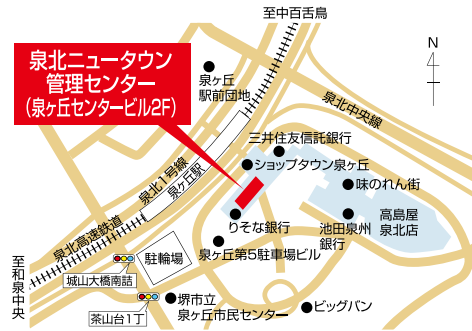 至中百舌鳥
泉北ニュータウン
管理センター
（泉ヶ丘センタービル2F）
N
泉ヶ丘
駅前団地
泉北中央線
三井住友信託銀行
ショップタウン泉ヶ丘
泉北1号線
泉ヶ丘駅
味のれん街
りそな銀行
池田泉州
銀行
高島屋
泉北店
泉北高速鉄道
泉ヶ丘第5駐車場ビル
駐輪場
至和泉中央
城山大橋南詰
茶山台1丁
堺市立
泉ヶ丘市民センター
ビッグバン